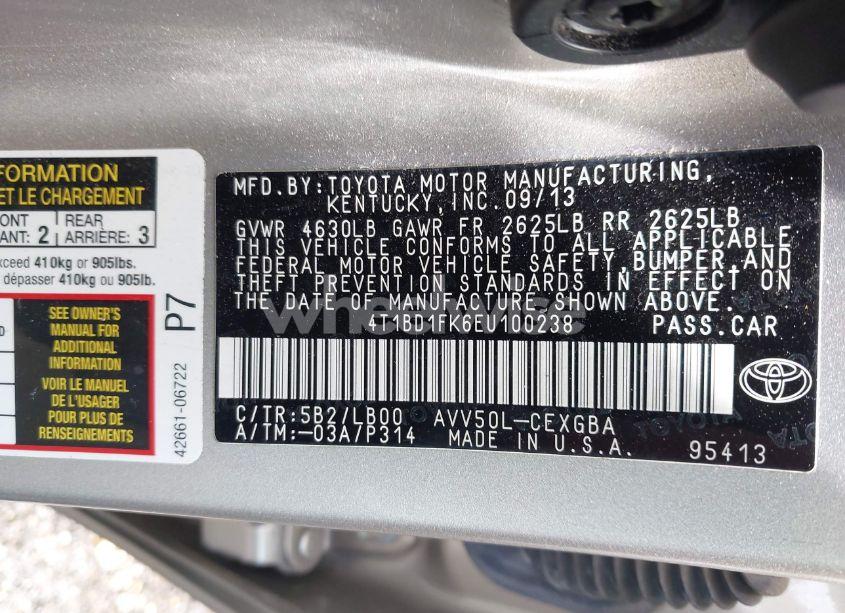 FORMATION
ET LE CHARGEMENT
ONT
ANT: 2
REAR
ARRIÈRE: 3
xceed 410kg or 905lbs.
dépasser 410kg ou 905lb.
SEE OWNER'S
MANUAL FOR
ADDITIONAL
INFORMATION
VOIR LE MANUEL
DE L'USAGER
POUR PLUS DE
RENSEIGNEMENTS
P7
42661-06722
MFD.BY:TOYOTA MOTOR MANUFACTURING,
KENTUCKY,INC.09/13
GVWR 4630LB GAWR FR 2625LB RR 2625LB
THIS VEHICLE CONFORMS TO ALL APPLICABLE
FEDERAL MOTOR VEHICLE SAFETY,BUMPER,AND
THEFT PREVENTION STANDARDS IN EFFECT ON
THE DATE OF MANUFACTURE SHOWN ABOVE.
4T4BD1FK6EU100238 PASS.CAR
wheelwise
C/TR:5B2/LB00 AVV50L-CEXGBA
A/TM:-03A/P314 MADE IN U.S.A. 95413